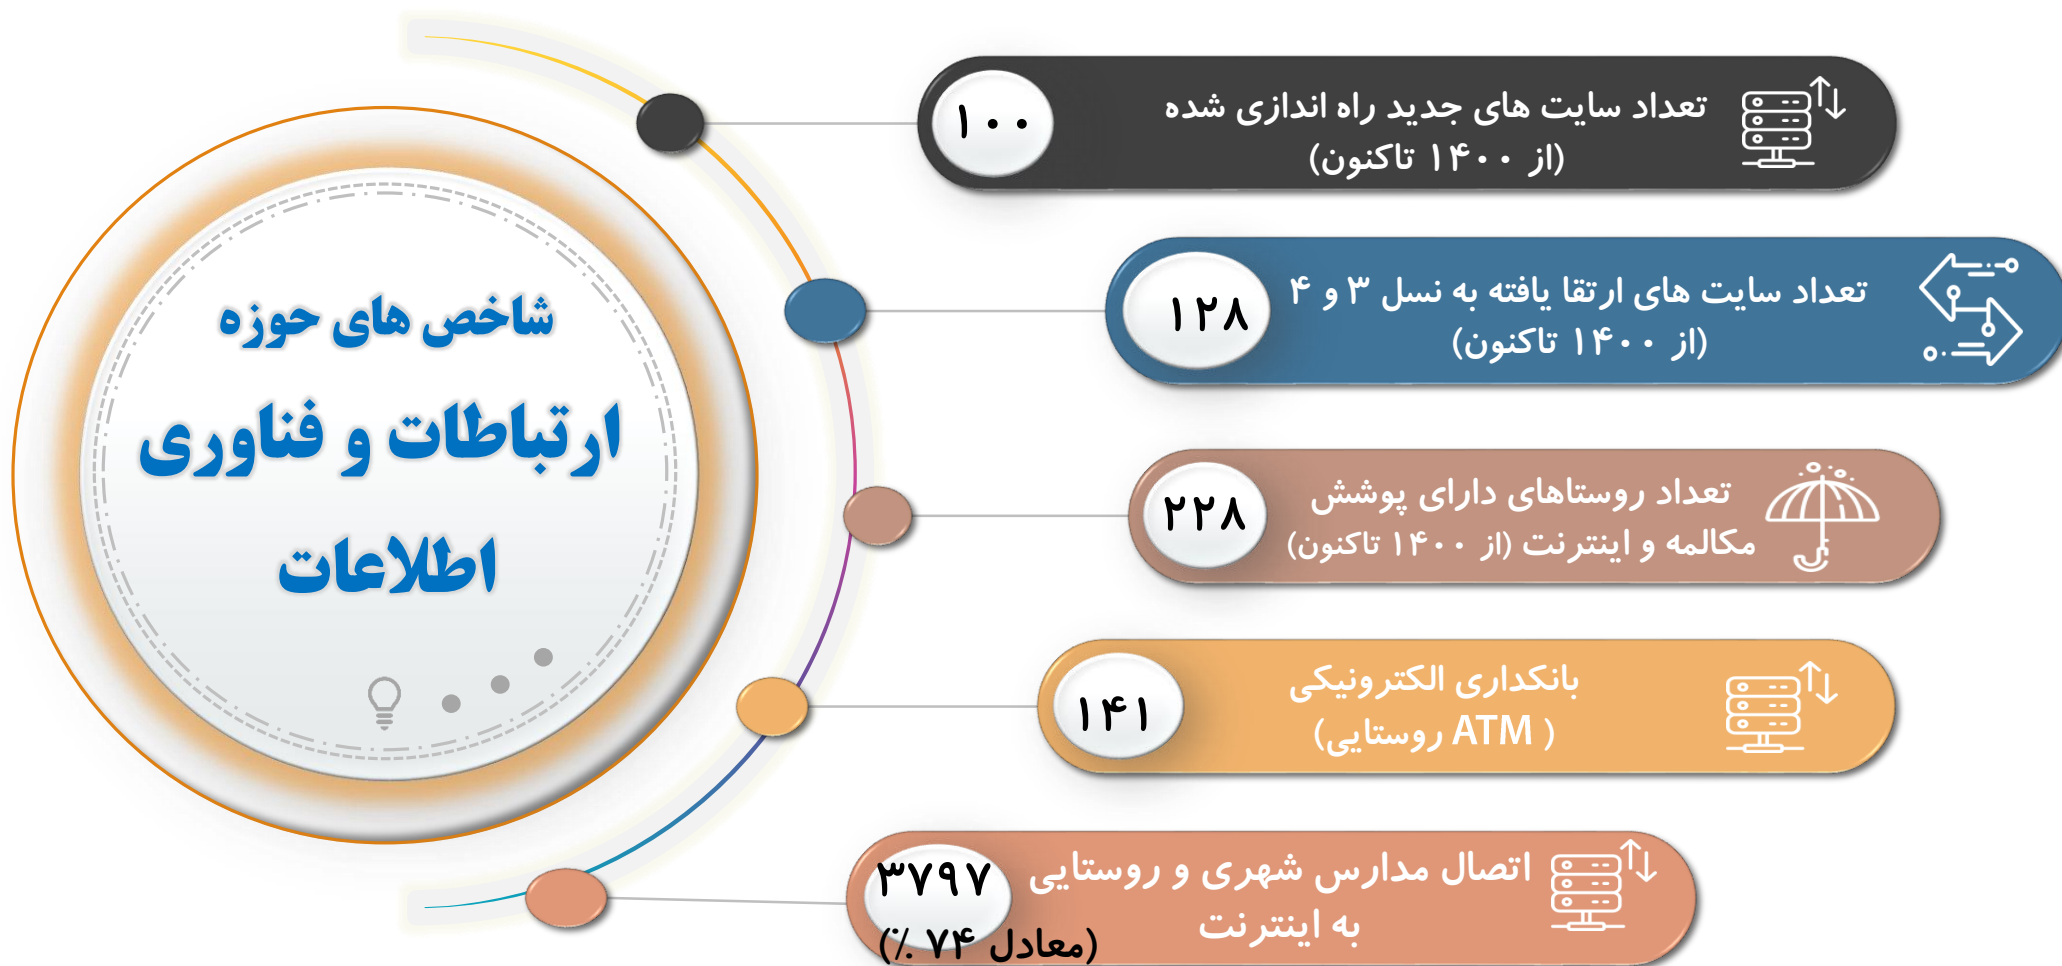 شاخص های حوزه
ارتباطات و فناوری
اطلاعات
تعداد سایت های جدید راه اندازی شده
(از ۱۴۰۰ تاکنون)
۱۰۰
تعداد سایت های ارتقا یافته به نسل ۳ و ۴
(از ۱۴۰۰ تاکنون)
۱۲۸
تعداد روستاهای دارای پوشش
مکالمه و اینترنت (از ۱۴۰۰ تاکنون)
۲۲۸
بانکداری الکترونیکی
( ATM روستایی)
۱۴۱
اتصال مدارس شهری و روستایی
به اینترنت
۳۷۹۷
(معادل ۷۴ ٪)